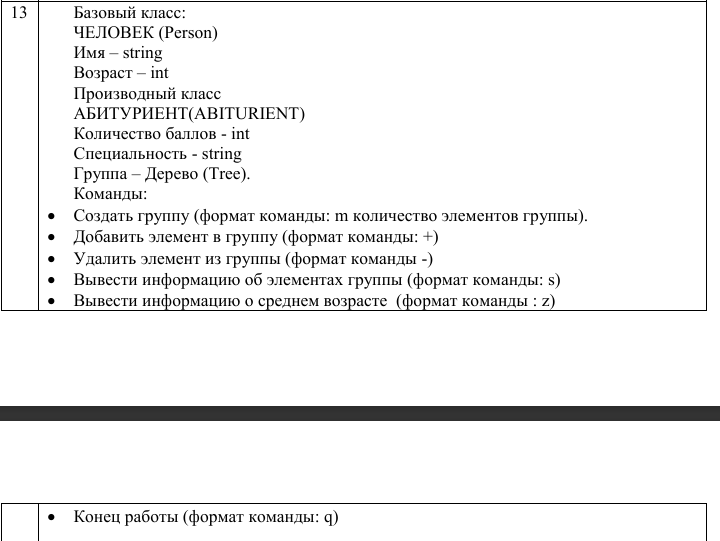 13 Базовый класс:
ЧЕЛОВЕК (Person)
Имя – string
Возраст – int
Производный класс
АБИТУРИЕНТ(ABITURIENT)
Количество баллов - int
Специальность - string
Группа – Дерево (Tree).
Команды:
• Создать группу (формат команды: m количество элементов группы).
• Добавить элемент в группу (формат команды: +)
• Удалить элемент из группы (формат команды -)
• Вывести информацию об элементах группы (формат команды: s)
• Вывести информацию о среднем возрасте (формат команды : z)
• Конец работы (формат команды: q)